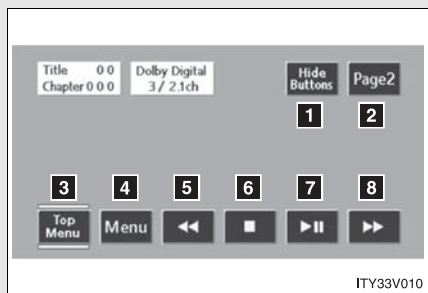 Title 0 0
Chapter 0 0 0
Dolby Digital
3 / 2.1ch
Hide
Buttons
Page2
1
2
3
4
5
6
7
8
Top
Menu
Menu
ITY33V010